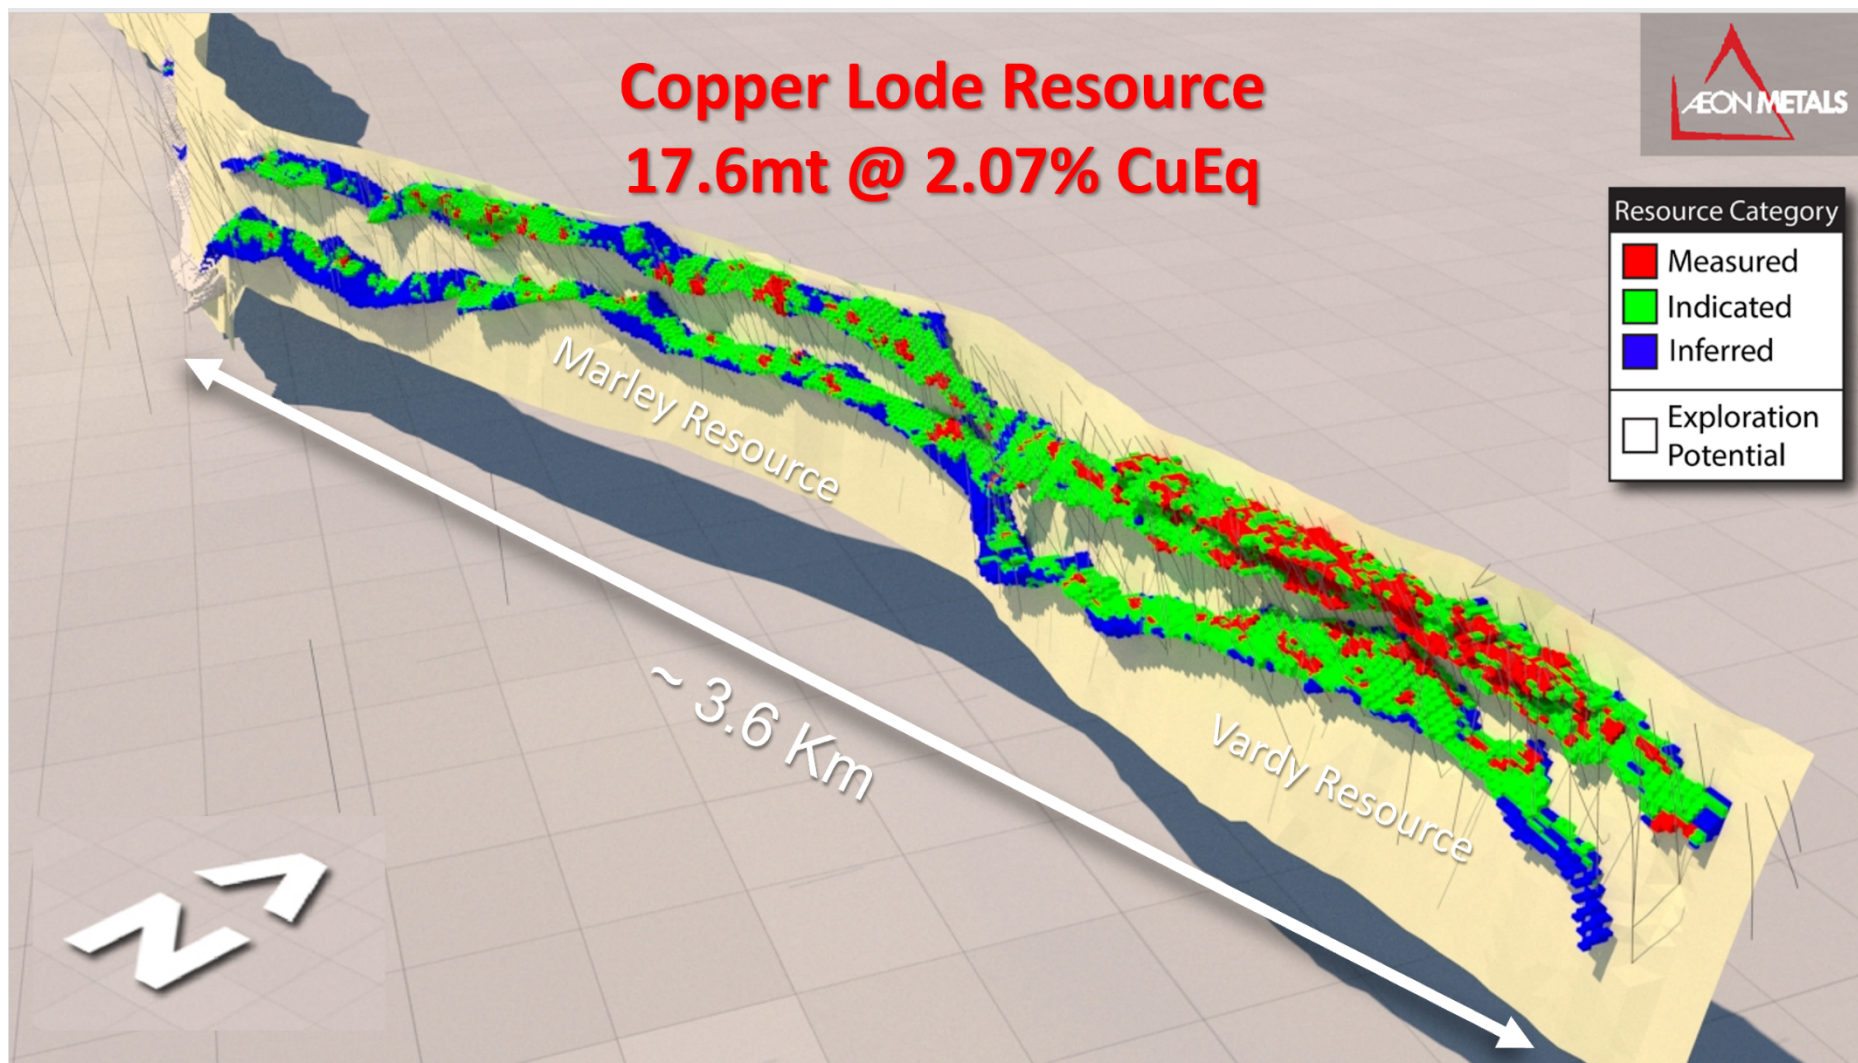 Copper Lode Resource
17.6mt @ 2.07% CuEq
ÆON METALS
Resource Category
Measured
Indicated
Inferred
Exploration
Potential
Marley Resource
~ 3.6 Km
Vardy Resource
N